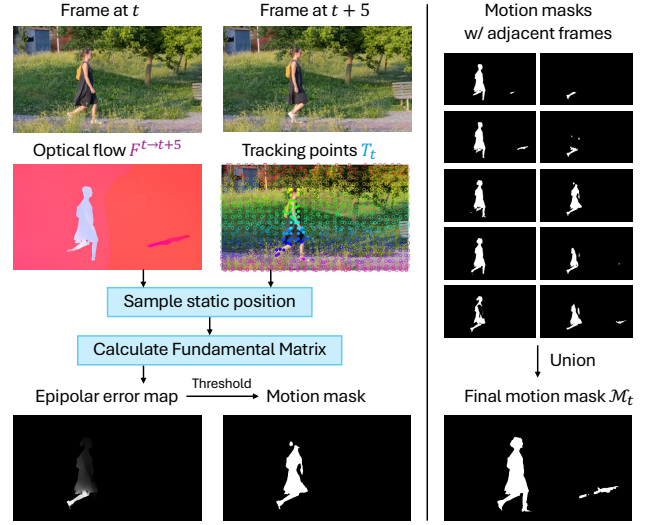 Frame at t
Frame at t + 5
Optical flow F^{t→t+5}
Tracking points T_t
Sample static position
Calculate Fundamental Matrix
Epipolar error map
Threshold
Motion mask
Motion masks
w/ adjacent frames
Union
Final motion mask ℳ_t